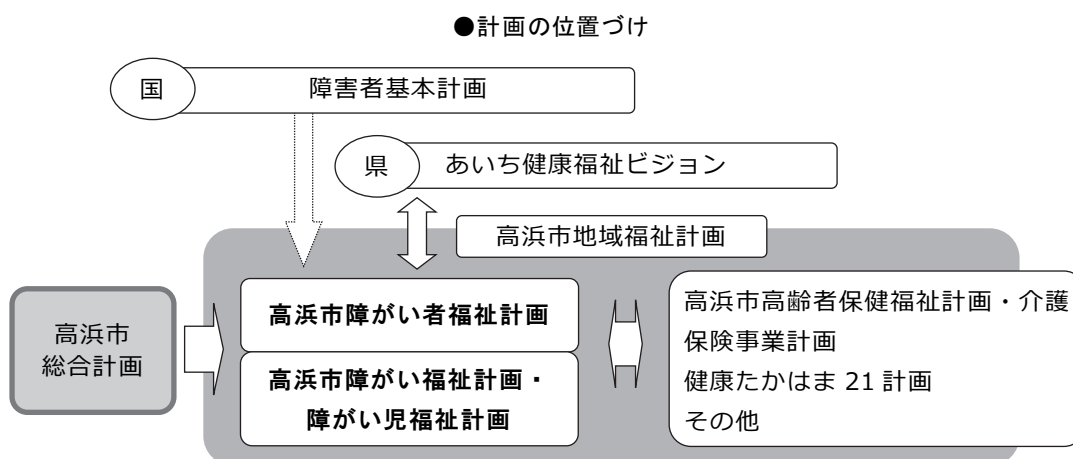 ●計画の位置づけ
国
障害者基本計画
県
あいち健康福祉ビジョン
高浜市地域福祉計画
高浜市
総合計画
高浜市障がい者福祉計画
高浜市障がい福祉計画・
障がい児福祉計画
高浜市高齢者保健福祉計画・介護
保険事業計画
健康たかはま 21 計画
その他